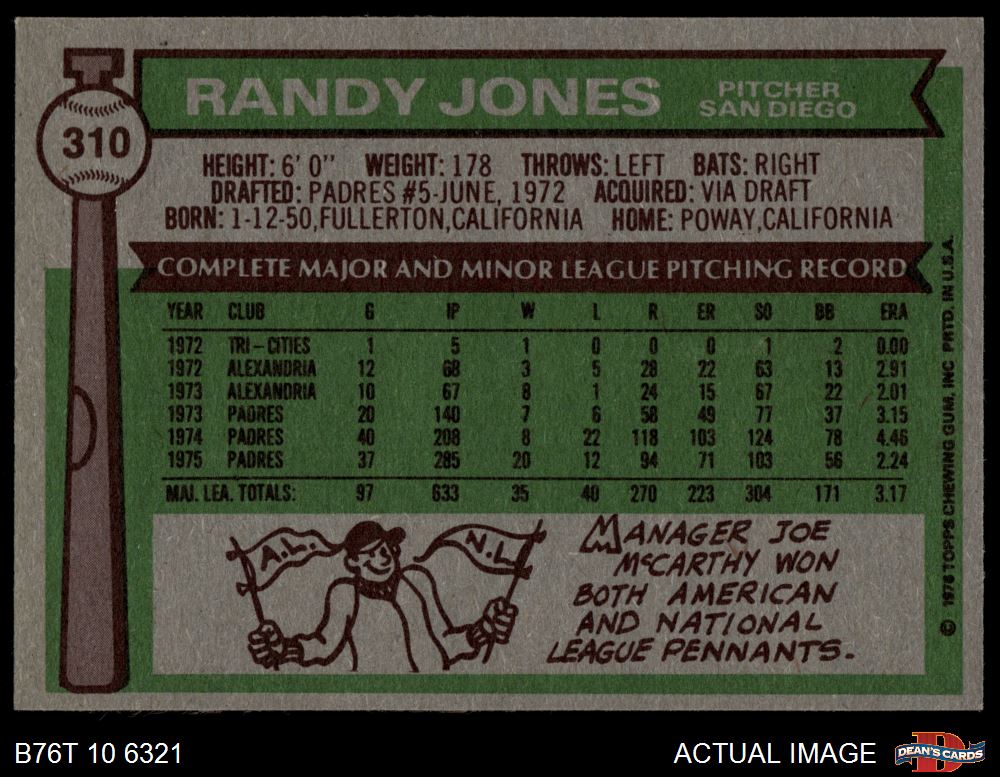 310
RANDY JONES
PITCHER
SAN DIEGO
HEIGHT: 6' 0" WEIGHT: 178 THROWS: LEFT BATS: RIGHT
DRAFTED: PADRES #5-JUNE, 1972 ACQUIRED: VIA DRAFT
BORN: 1-12-50, FULLERTON, CALIFORNIA HOME: POWAY, CALIFORNIA
COMPLETE MAJOR AND MINOR LEAGUE PITCHING RECORD
YEAR CLUB G IP W L R ER SO BB ERA
1972 TRI-CITIES 1 5 1 0 0 0 1 2 0.00
1972 ALEXANDRIA 12 68 3 5 28 22 63 13 2.91
1973 ALEXANDRIA 10 67 8 1 24 15 67 22 2.01
1973 PADRES 20 140 7 6 58 49 77 37 3.15
1974 PADRES 40 208 8 22 118 103 124 78 4.46
1975 PADRES 37 285 20 12 94 71 103 56 2.24
MAJ. LEA. TOTALS: 97 633 35 40 270 223 304 171 3.17
A.L.
N.L.
MANAGER JOE
McCARTHY WON
BOTH AMERICAN
AND NATIONAL
LEAGUE PENNANTS.
© 1976 TOPPS CHEWING GUM, INC PRTD. IN U.S.A.
B76T 10 6321
ACTUAL IMAGE
D
DEAN'S CARDS